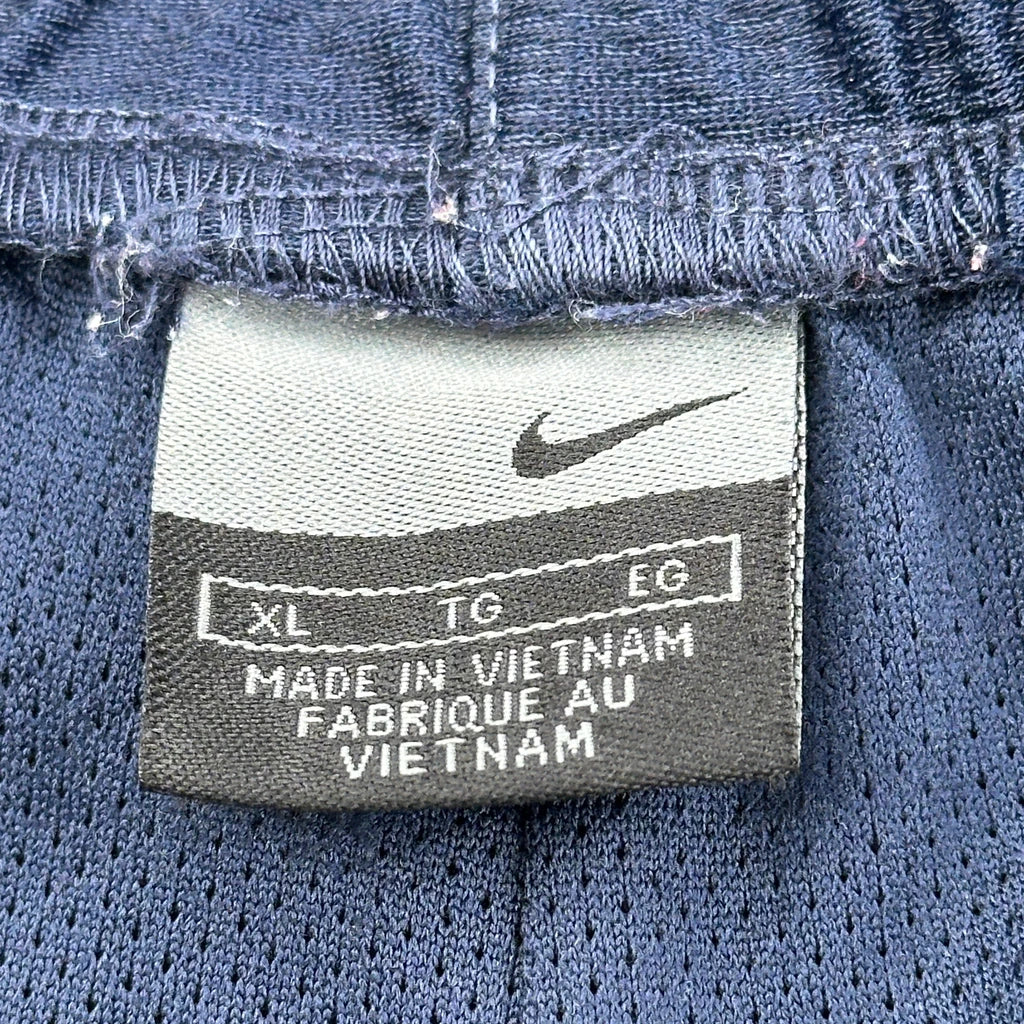 XL TG EG
MADE IN VIETNAM
FABRIQUE AU
VIETNAM